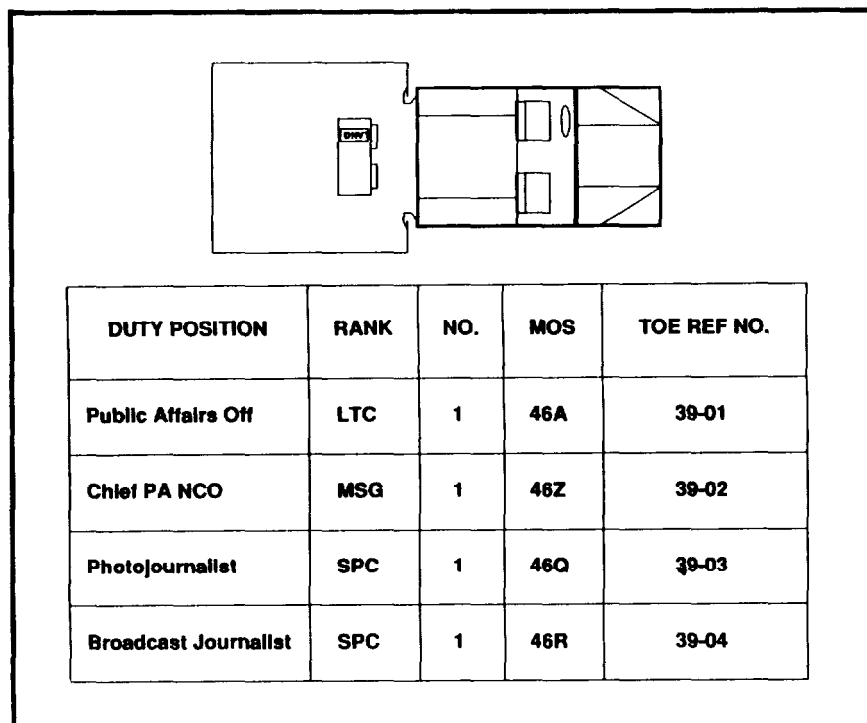 DNVT
DUTY POSITION RANK NO. MOS TOE REF NO.
Public Affairs Off LTC 1 46A 39-01
Chief PA NCO MSG 1 46Z 39-02
Photojournalist SPC 1 46Q 39-03
Broadcast Journalist SPC 1 46R 39-04